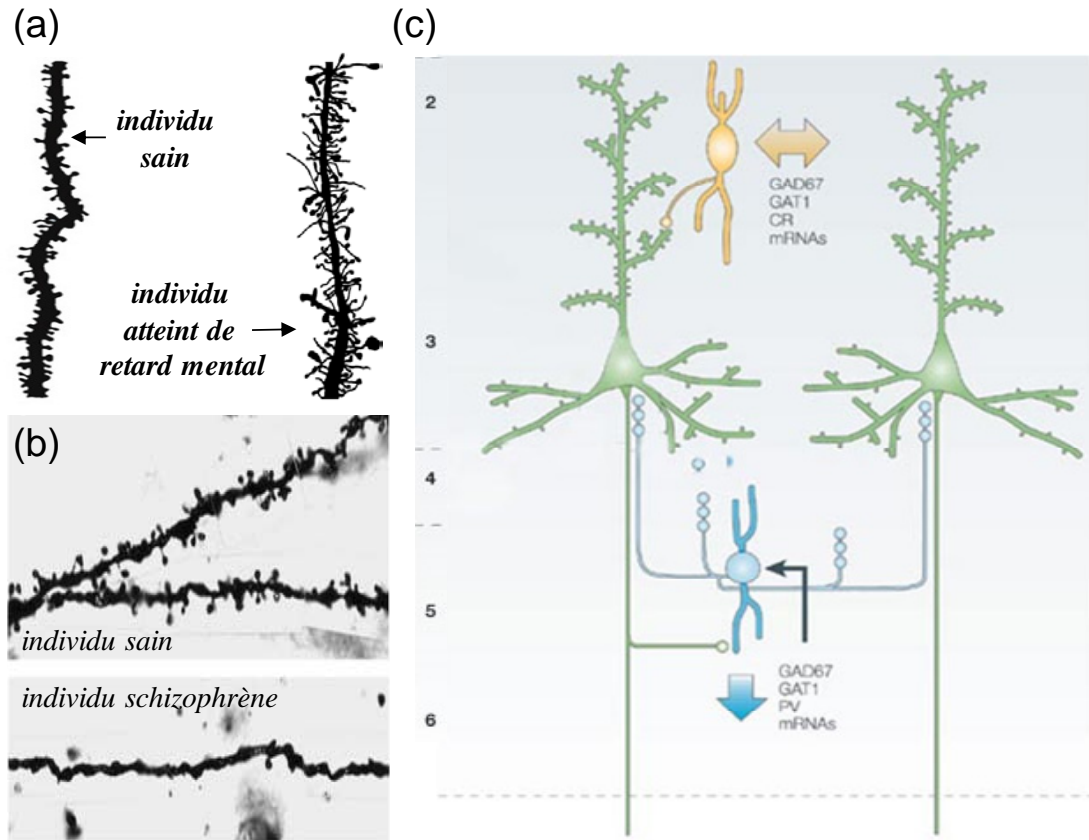 (a)
individu
sain
individu
atteint de
retard mental
(b)
individu sain
individu schizophrène
(c)
2
3
4
5
6
GAD67
GAT1
CR
mRNAs
GAD67
GAT1
PV
mRNAs